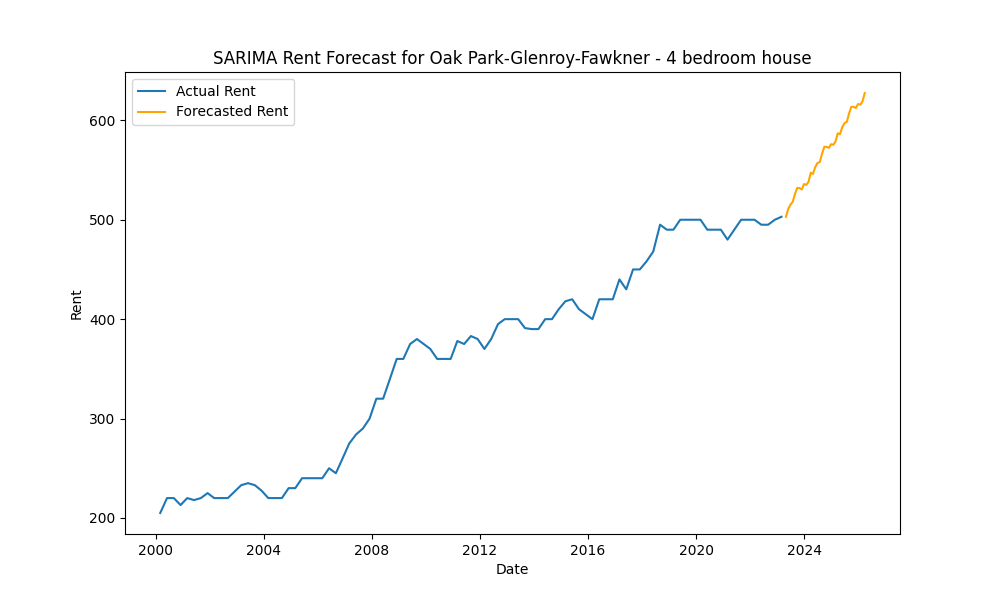 SARIMA Rent Forecast for Oak Park-Glenroy-Fawkner - 4 bedroom house
Actual Rent
Forecasted Rent
600
500
400
300
200
Rent
2000 2004 2008 2012 2016 2020 2024
Date